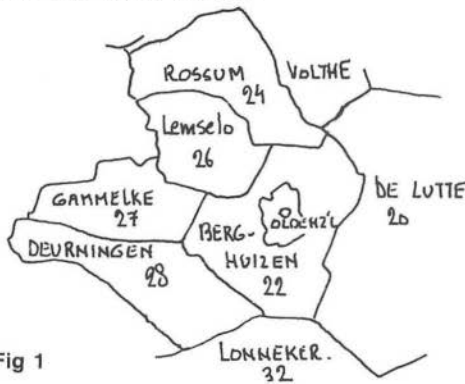 ROSSUM
24
VOLTHE
Lemselo
26
GAMMELKE
27
DE LUTTE
20
OLDENZ'L
BERG-
HUIZEN
22
DEURNINGEN
28
LONNEKER.
32
Fig 1